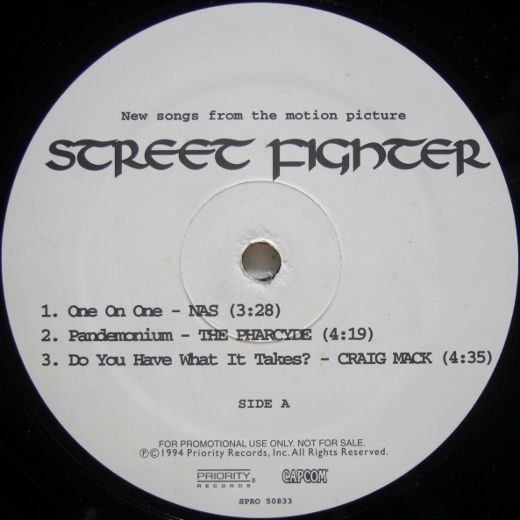 New songs from the motion picture
STREET FIGHTER
1. One On One - NAS (3:28)
2. Pandemonium - THE PHARCYDE (4:19)
3. Do You Have What It Takes? - CRAIG MACK (4:35)
SIDE A
FOR PROMOTIONAL USE ONLY. NOT FOR SALE.
℗©1994 Priority Records, Inc. All Rights Reserved.
PRIORITY RECORDS® CAPCOM
SPRO 50833